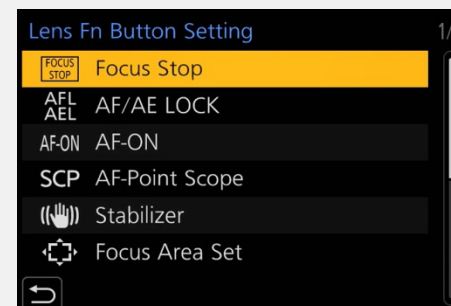 Lens Fn Button Setting 1/
FOCUS STOP Focus Stop
AFL AEL AF/AE LOCK
AF-ON AF-ON
SCP AF-Point Scope
Stabilizer
Focus Area Set